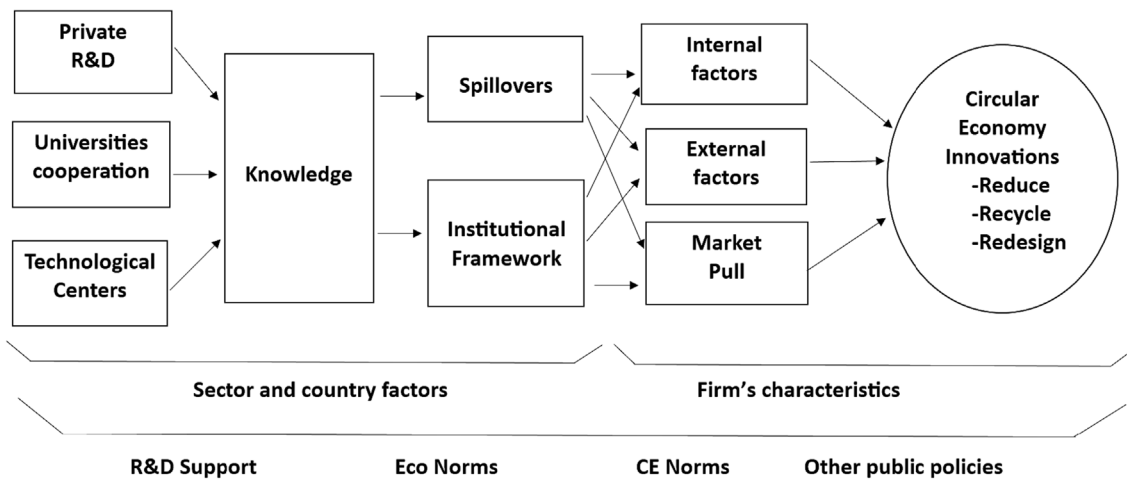 Private
R&D
Universities
cooperation
Technological
Centers
Knowledge
Spillovers
Institutional
Framework
Internal
factors
External
factors
Market
Pull
Circular
Economy
Innovations
-Reduce
-Recycle
-Redesign
Sector and country factors
Firm's characteristics
R&D Support
Eco Norms
CE Norms
Other public policies